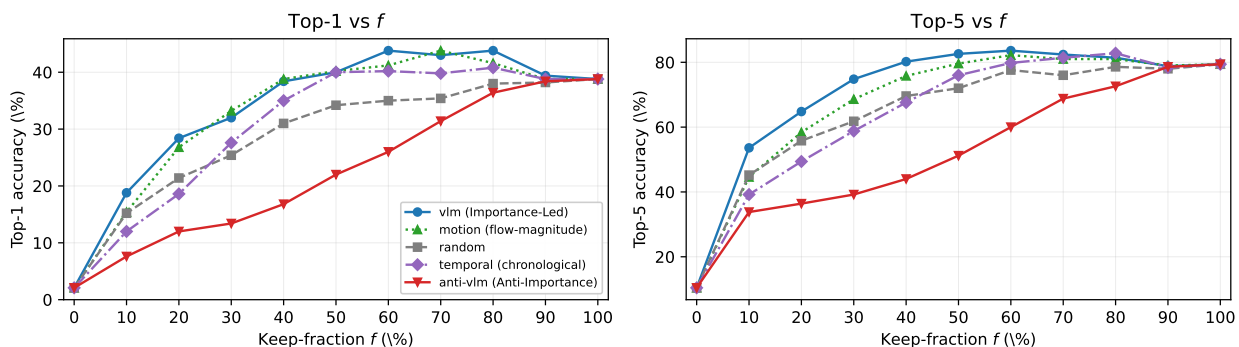 Top-1 vs f
Top-1 accuracy (\%)
40
30
20
10
0
0 10 20 30 40 50 60 70 80 90 100
Keep-fraction f (\%)
vlm (Importance-Led)
motion (flow-magnitude)
random
temporal (chronological)
anti-vlm (Anti-Importance)
Top-5 vs f
Top-5 accuracy (\%)
80
60
40
20
0 10 20 30 40 50 60 70 80 90 100
Keep-fraction f (\%)